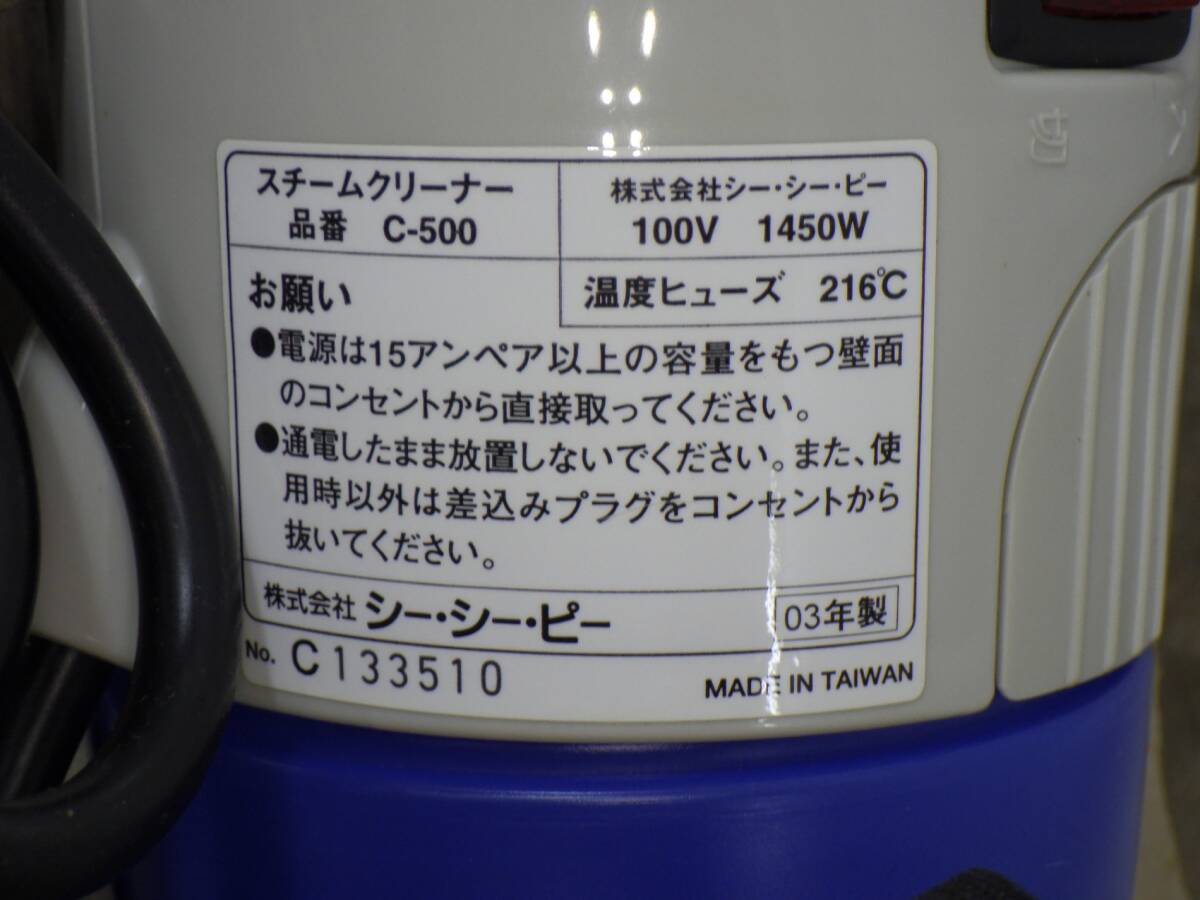 切
入
スチームクリーナー
品番 C-500
株式会社シー・シー・ピー
100V 1450W
温度ヒューズ 216℃
お願い
●電源は15アンペア以上の容量をもつ壁面
のコンセントから直接取ってください。
●通電したまま放置しないでください。また、使
用時以外は差込みプラグをコンセントから
抜いてください。
株式会社 シー・シー・ピー
03年製
No. C133510
MADE IN TAIWAN